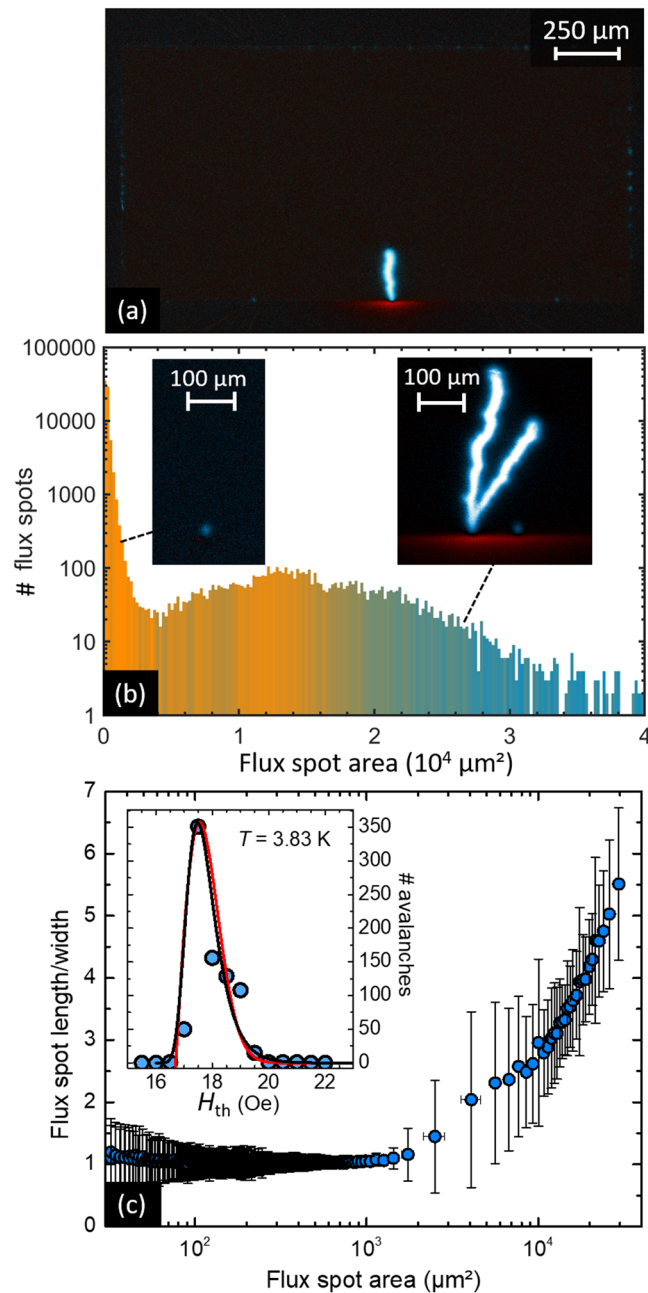 250 µm
(a)
100000
10000
1000
100
10
1
# flux spots
100 µm
100 µm
(b)
0
1
2
3
4
Flux spot area (10⁴ µm²)
7
6
5
4
3
2
1
0
Flux spot length/width
T = 3.83 K
350
300
250
200
150
100
50
0
# avalanches
16
18
20
22
H_th (Oe)
(c)
10²
10³
10⁴
Flux spot area (µm²)